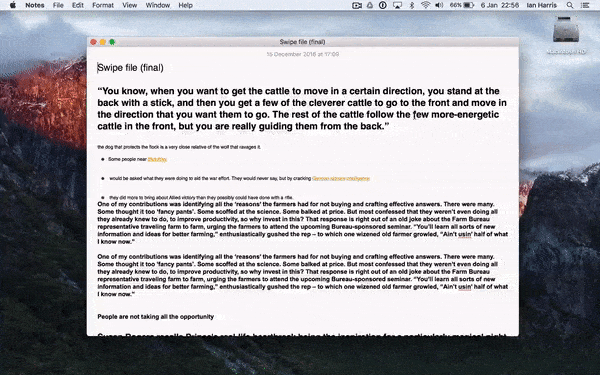 Notes File Edit Format View Window Help 66% 6 Jan 22:56 Ian Harris
Swipe file (final)
15 December 2016 at 17:09
Swipe file (final)
“You know, when you want to get the cattle to move in a certain direction, you stand at the
back with a stick, and then you get a few of the cleverer cattle to go to the front and move in
the direction that you want them to go. The rest of the cattle follow the few more-energetic
cattle in the front, but you are really guiding them from the back.”
the dog that protects the flock is a very close relative of the wolf that ravages it.
Some people near
would be asked what they were doing to aid the war effort. They would never say, but by cracking German
they did more to bring about Allied victory than they possibly could have done with a rifle.
One of my contributions was identifying all the ‘reasons’ the farmers had for not buying and crafting effective answers. There were many.
Some thought it too ‘fancy pants’. Some scoffed at the science. Some balked at price. But most confessed that they weren’t even doing all
they already knew to do, to improve productivity, so why invest in this? That response is right out of an old joke about the Farm Bureau
representative traveling farm to farm, urging the farmers to attend the upcoming Bureau-sponsored seminar. “You’ll learn all sorts of new
information and ideas for better farming,” enthusiastically gushed the rep – to which one wizened old farmer growled, “Ain’t usin’ half of what
I know now.”
One of my contributions was identifying all the ‘reasons’ the farmers had for not buying and crafting effective answers. There were many.
Some thought it too ‘fancy pants’. Some scoffed at the science. Some balked at price. But most confessed that they weren’t even doing all
they already knew to do, to improve productivity, so why invest in this? That response is right out of an old joke about the Farm Bureau
representative traveling farm to farm, urging the farmers to attend the upcoming Bureau-sponsored seminar. “You’ll learn all sorts of new
information and ideas for better farming,” enthusiastically gushed the rep – to which one wizened old farmer growled, “Ain’t usin’ half of what
I know now.”
People are not taking all the opportunity